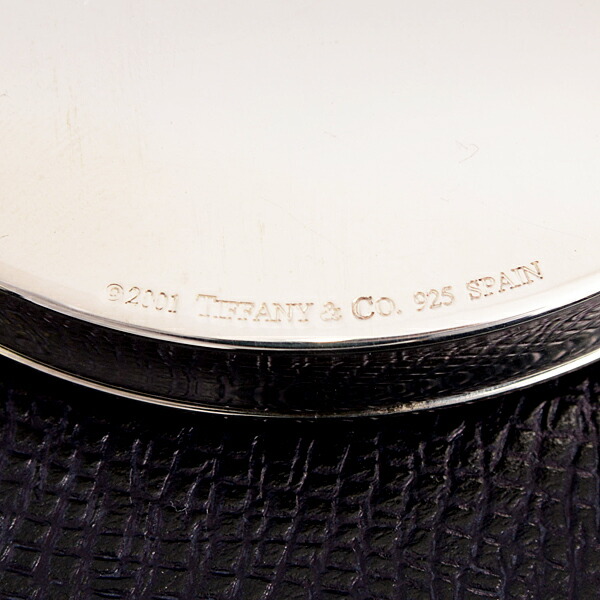 ©2001 TIFFANY & CO. 925 SPAIN